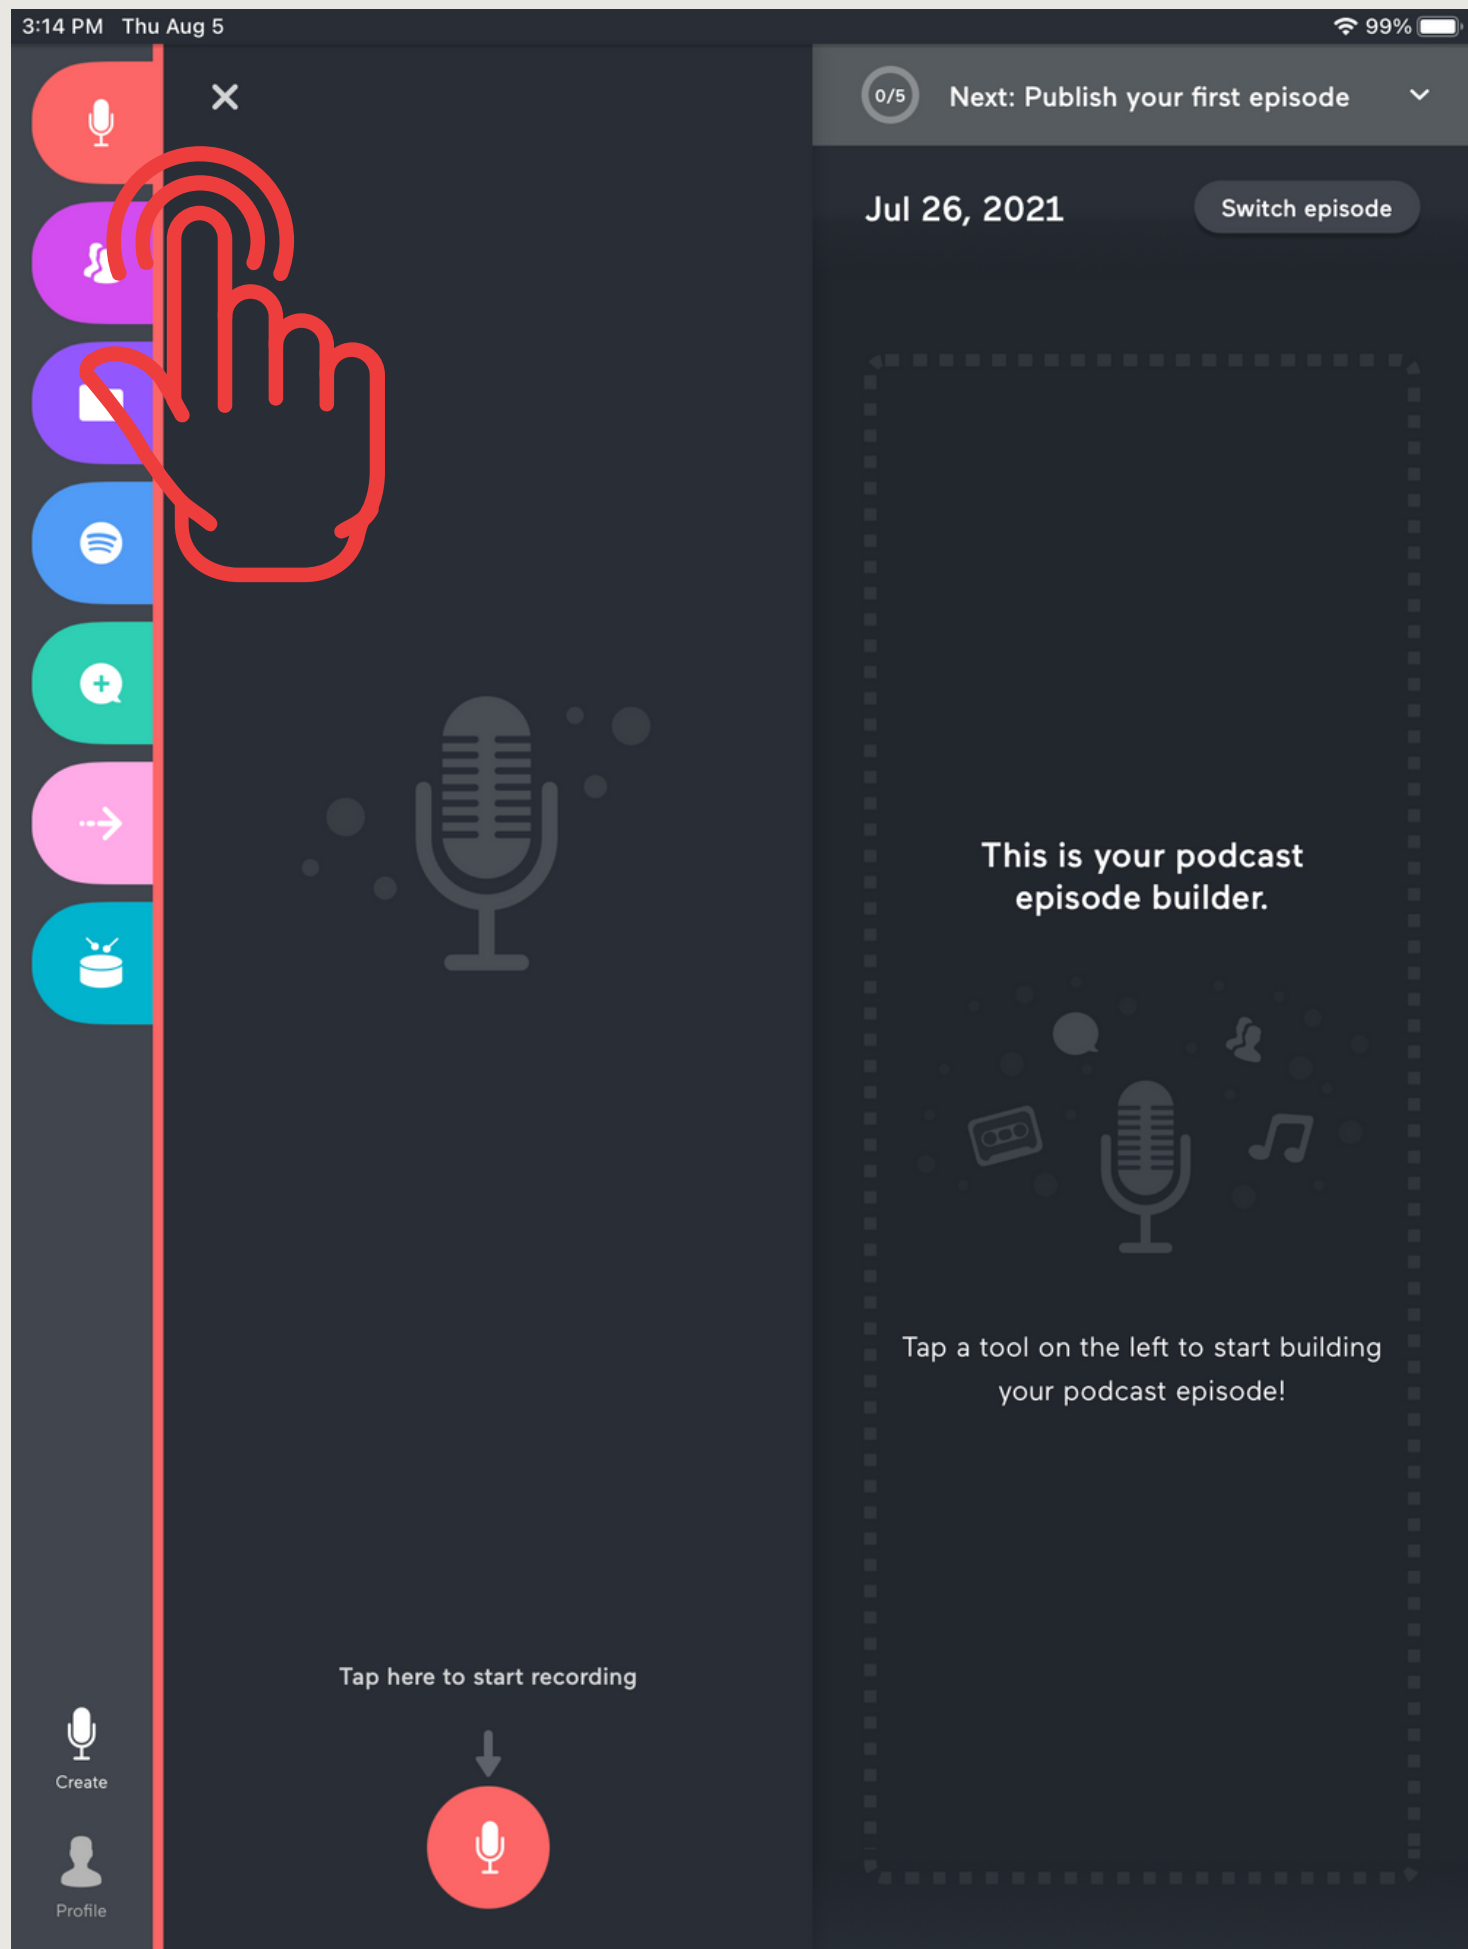 3:14 PM Thu Aug 5
99%
0/5
Next: Publish your first episode
Jul 26, 2021
Switch episode
This is your podcast
episode builder.
Tap a tool on the left to start building
your podcast episode!
Tap here to start recording
Create
Profile